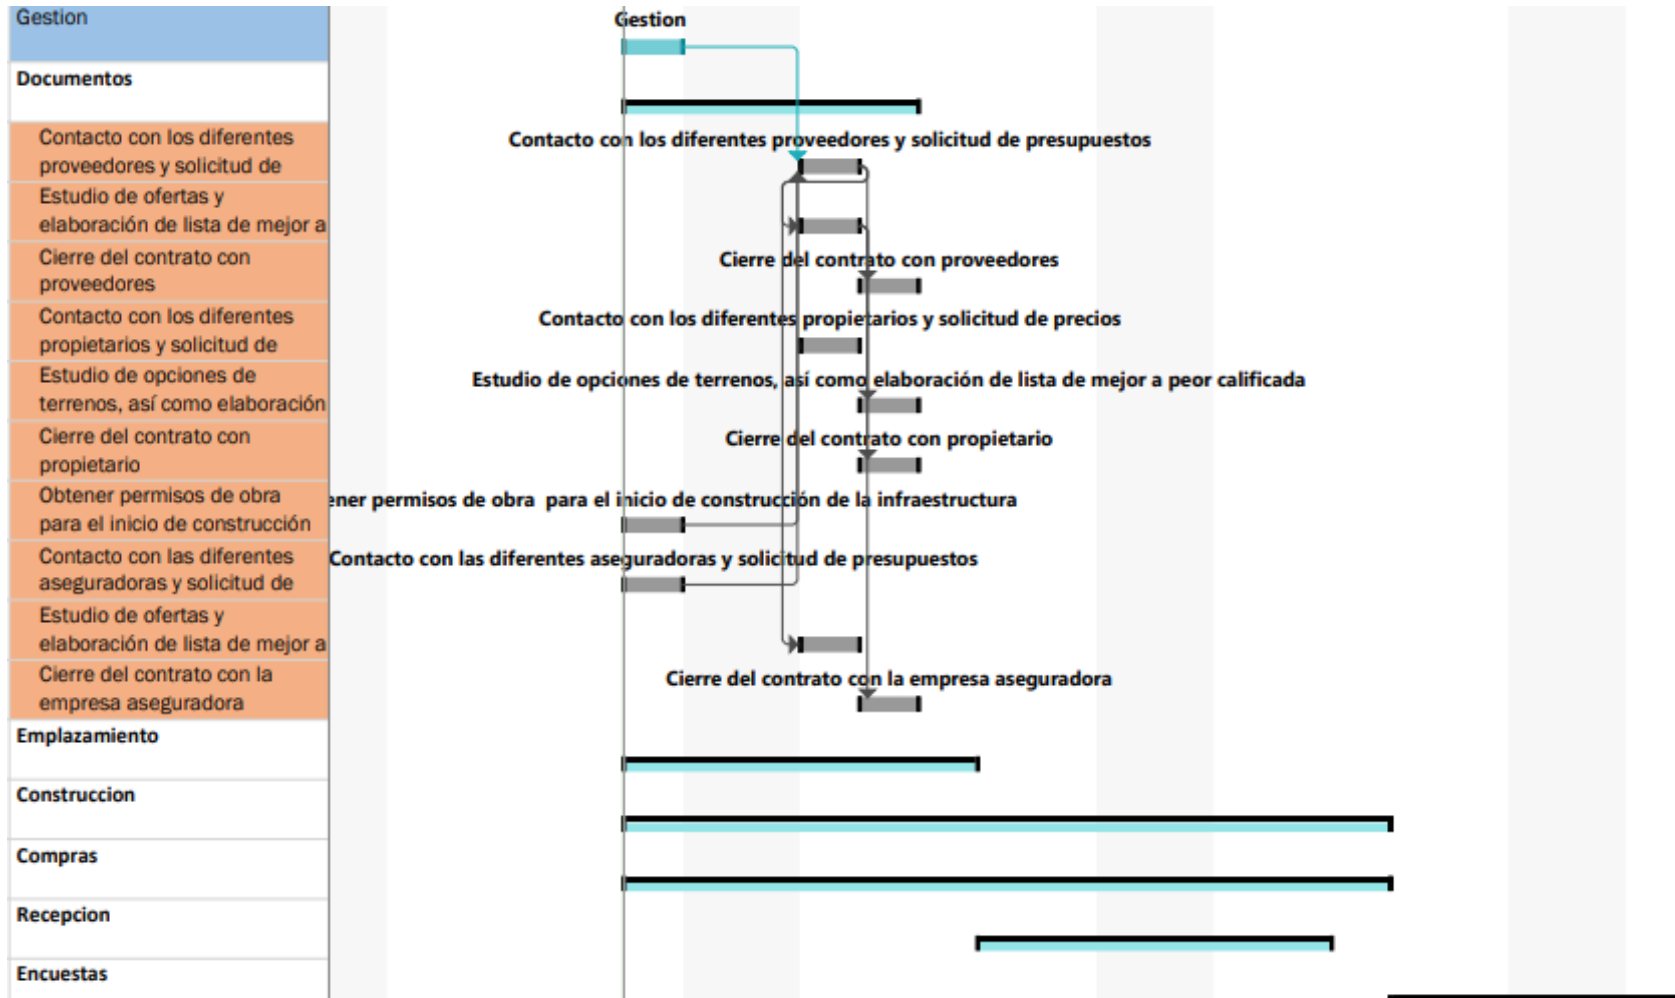 Gestion
Gestion
Documentos
Contacto con los diferentes
proveedores y solicitud de
Contacto con los diferentes proveedores y solicitud de presupuestos
Estudio de ofertas y
elaboración de lista de mejor a
Cierre del contrato con
proveedores
Cierre del contrato con proveedores
Contacto con los diferentes
propietarios y solicitud de
Contacto con los diferentes propietarios y solicitud de precios
Estudio de opciones de
terrenos, así como elaboración
Estudio de opciones de terrenos, así como elaboración de lista de mejor a peor calificada
Cierre del contrato con
propietario
Cierre del contrato con propietario
Obtener permisos de obra
para el inicio de construcción
ener permisos de obra para el inicio de construcción de la infraestructura
Contacto con las diferentes
aseguradoras y solicitud de
Contacto con las diferentes aseguradoras y solicitud de presupuestos
Estudio de ofertas y
elaboración de lista de mejor a
Cierre del contrato con la
empresa aseguradora
Cierre del contrato con la empresa aseguradora
Emplazamiento
Construccion
Compras
Recepcion
Encuestas